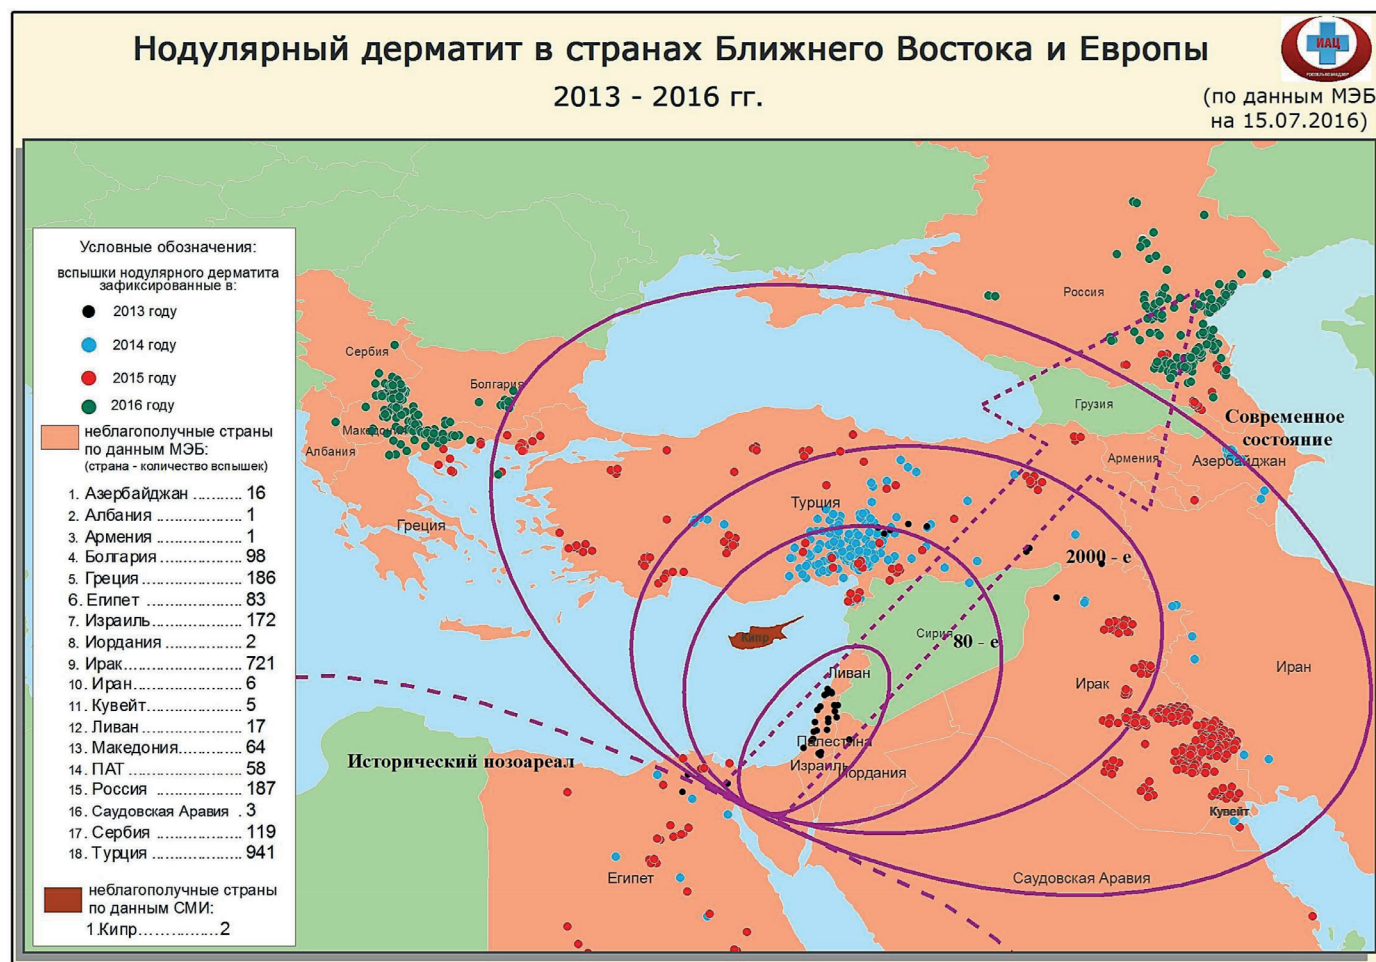 Нодулярный дерматит в странах Ближнего Востока и Европы
2013 - 2016 гг.
ИАЦ
РОССЕЛЬХОЗНАДЗОР
(по данным МЭБ
на 15.07.2016)
Условные обозначения:
вспышки нодулярного дерматита
зафиксированные в:
2013 году
2014 году
2015 году
2016 году
неблагополучные страны
по данным МЭБ:
(страна - количество вспышек)
1. Азербайджан ........... 16
2. Албания ................... 1
3. Армения ................... 1
4. Болгария .................. 98
5. Греция ..................... 186
6. Египет ..................... 83
7. Израиль ................... 172
8. Иордания ................. 2
9. Ирак ........................ 721
10. Иран ...................... 6
11. Кувейт .................... 5
12. Ливан ..................... 17
13. Македония .............. 64
14. ПАТ ........................ 58
15. Россия .................... 187
16. Саудовская Аравия . 3
17. Сербия ................... 119
18. Турция ................... 941
неблагополучные страны
по данным СМИ:
1.Кипр...............2
Россия
Сербия
Болгария
Македония
Албания
Греция
Грузия
Современное
состояние
Армения
Азербайджан
Турция
2000 - е
Кипр
Сирия
80 - е
Ливан
Ирак
Иран
Палестина
Израиль
Иордания
Исторический нозоареал
Кувейт
Египет
Саудовская Аравия